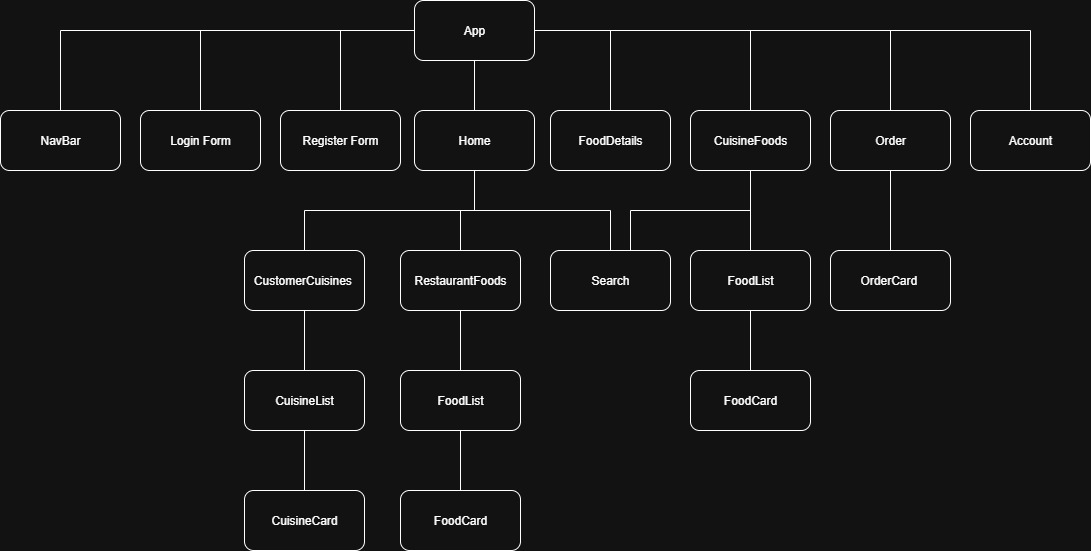 App
NavBar
Login Form
Register Form
Home
FoodDetails
CuisineFoods
Order
Account
CustomerCuisines
RestaurantFoods
Search
FoodList
OrderCard
CuisineList
FoodList
FoodCard
CuisineCard
FoodCard